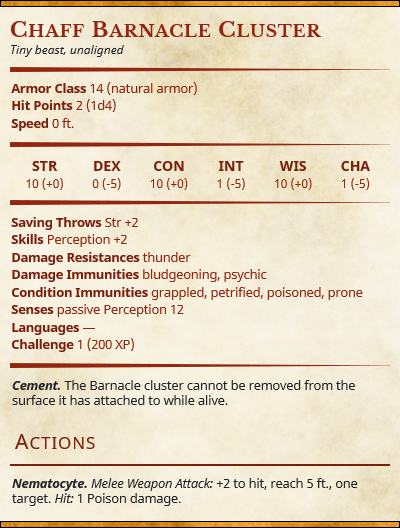 Chaff Barnacle Cluster
Tiny beast, unaligned
Armor Class 14 (natural armor)
Hit Points 2 (1d4)
Speed 0 ft.
STR DEX CON INT WIS CHA
10 (+0) 0 (-5) 10 (+0) 1 (-5) 10 (+0) 1 (-5)
Saving Throws Str +2
Skills Perception +2
Damage Resistances thunder
Damage Immunities bludgeoning, psychic
Condition Immunities grappled, petrified, poisoned, prone
Senses passive Perception 12
Languages —
Challenge 1 (200 XP)
Cement. The Barnacle cluster cannot be removed from the
surface it has attached to while alive.
Actions
Nematocyte. Melee Weapon Attack: +2 to hit, reach 5 ft., one
target. Hit: 1 Poison damage.